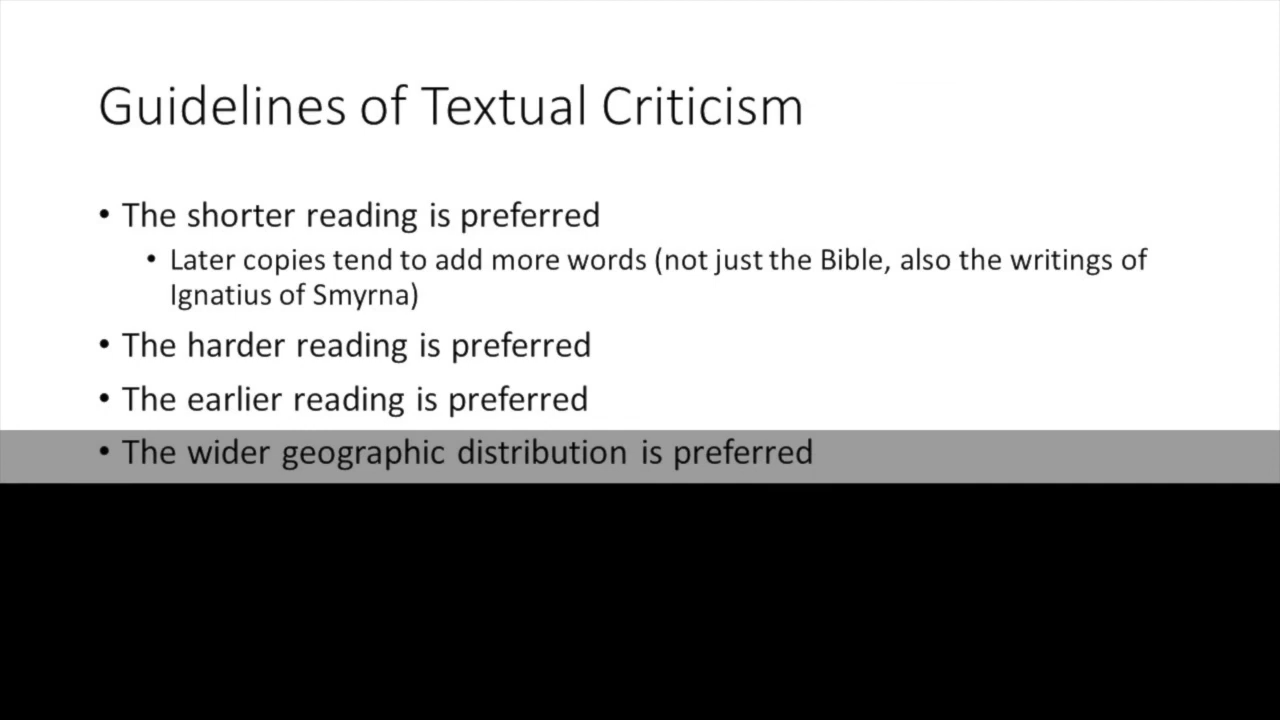 Guidelines of Textual Criticism
• The shorter reading is preferred
• Later copies tend to add more words (not just the Bible, also the writings of
Ignatius of Smyrna)
• The harder reading is preferred
• The earlier reading is preferred
• The wider geographic distribution is preferred